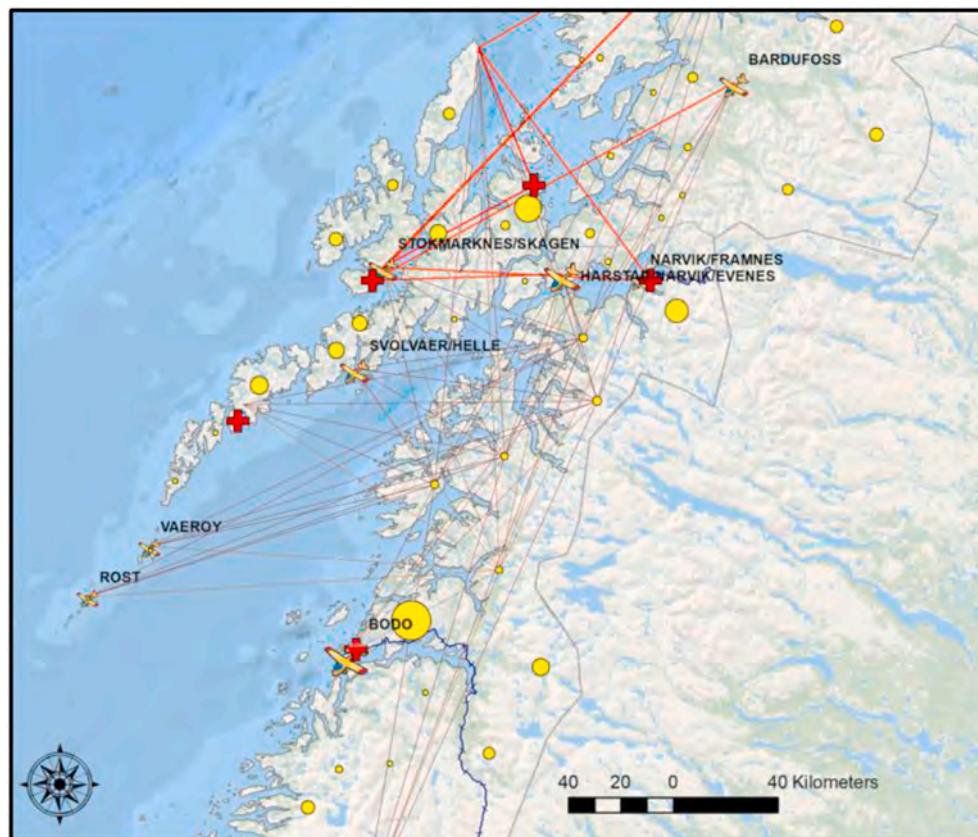 BARDUFOSS
STOKMARKNES/SKAGEN
NARVIK/FRAMNES
HARSTAD/NARVIK/EVENES
SVOLVAER/HELLE
VAEROY
ROST
BODO
40 20 0 40 Kilometers